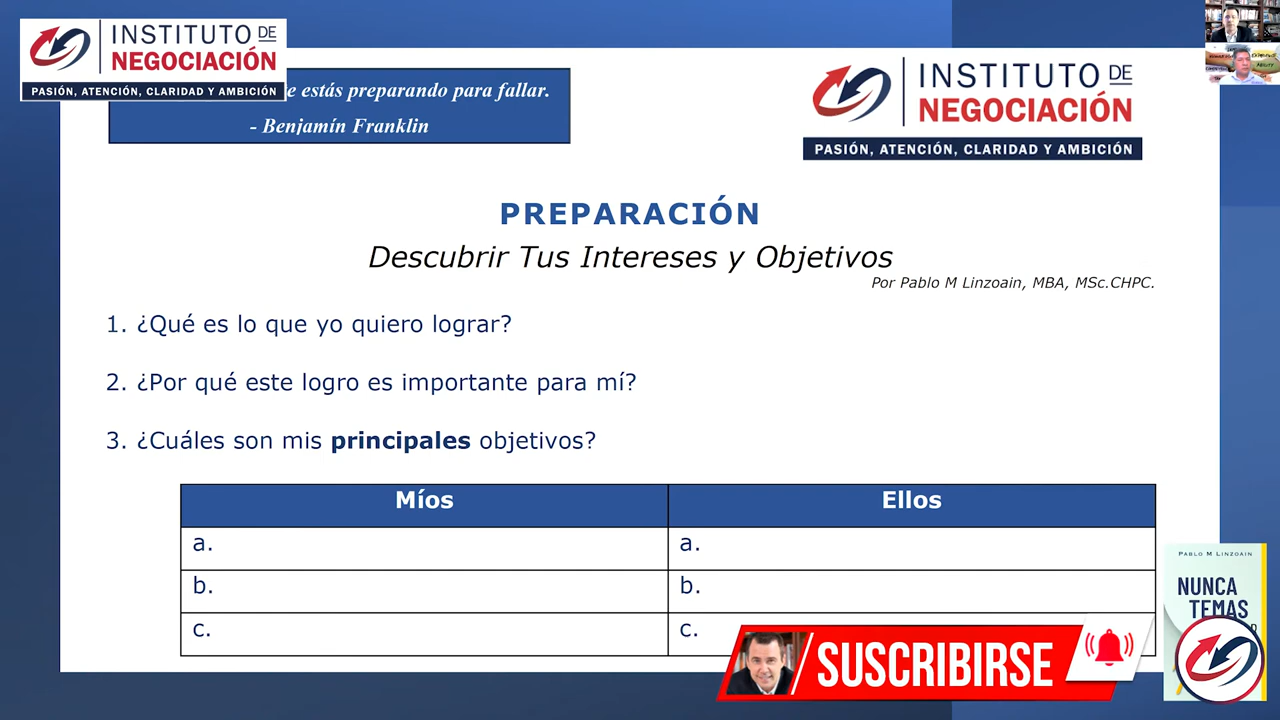 INSTITUTO DE
NEGOCIACIÓN
PASIÓN, ATENCIÓN, CLARIDAD Y AMBICIÓN
estás preparando para fallar.
- Benjamín Franklin
INSTITUTO DE
NEGOCIACIÓN
PASIÓN, ATENCIÓN, CLARIDAD Y AMBICIÓN
PREPARACIÓN
Descubrir Tus Intereses y Objetivos
Por Pablo M Linzoain, MBA, MSc.CHPC.
1. ¿Qué es lo que yo quiero lograr?
2. ¿Por qué este logro es importante para mí?
3. ¿Cuáles son mis principales objetivos?
Míos Ellos
a. a.
b. b.
c. c.
PABLO M LINZOAIN
NUNCA
TEMAS
SUSCRIBIRSE